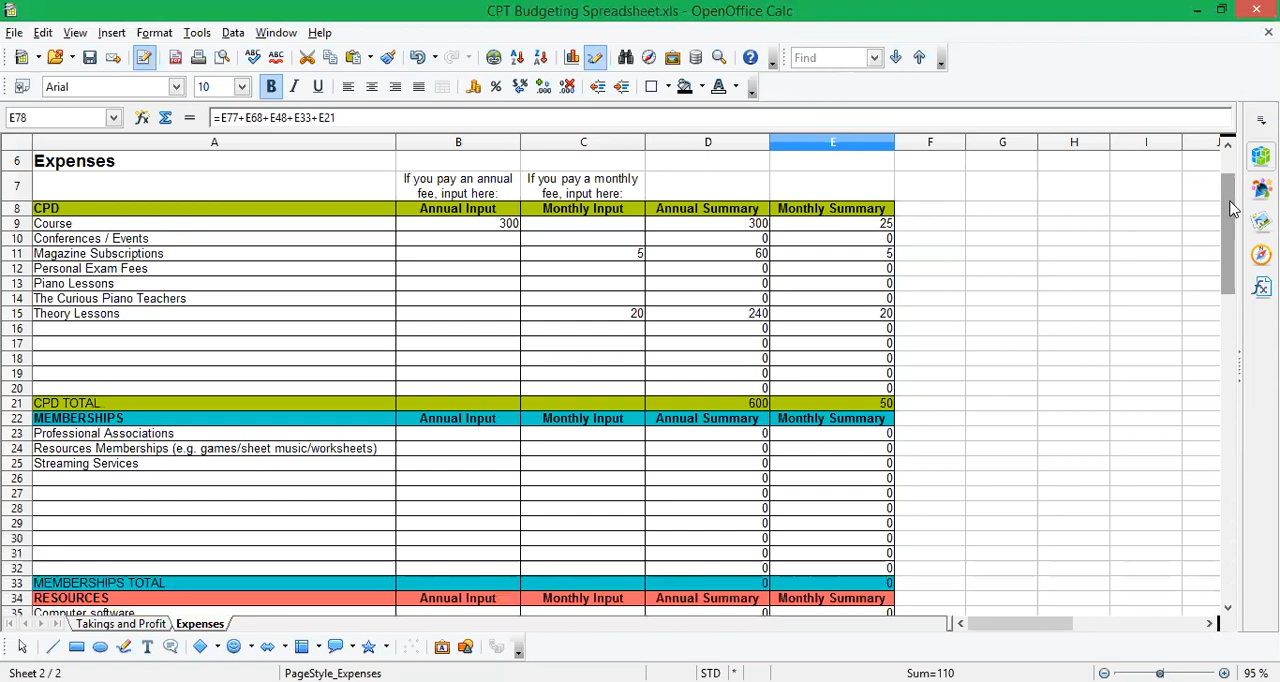 CPT Budgeting Spreadsheet.xls - OpenOffice Calc
File Edit View Insert Format Tools Data Window Help
Find
Arial 10 B I U
E78 =E77+E68+E48+E33+E21
A B C D E F G H I J
6 Expenses
7 If you pay an annual fee, input here: If you pay a monthly fee, input here:
8 CPD Annual Input Monthly Input Annual Summary Monthly Summary
9 Course 300 300 25
10 Conferences / Events 0 0
11 Magazine Subscriptions 5 60 5
12 Personal Exam Fees 0 0
13 Piano Lessons 0 0
14 The Curious Piano Teachers 0 0
15 Theory Lessons 20 240 20
16 0 0
17 0 0
18 0 0
19 0 0
20 0 0
21 CPD TOTAL 600 50
22 MEMBERSHIPS Annual Input Monthly Input Annual Summary Monthly Summary
23 Professional Associations 0 0
24 Resources Memberships (e.g. games/sheet music/worksheets) 0 0
25 Streaming Services 0 0
26 0 0
27 0 0
28 0 0
29 0 0
30 0 0
31 0 0
32 0 0
33 MEMBERSHIPS TOTAL 0 0
34 RESOURCES Annual Input Monthly Input Annual Summary Monthly Summary
35 Computer software 0 0
Takings and Profit Expenses
Sheet 2 / 2 PageStyle_Expenses STD * Sum=110 95 %